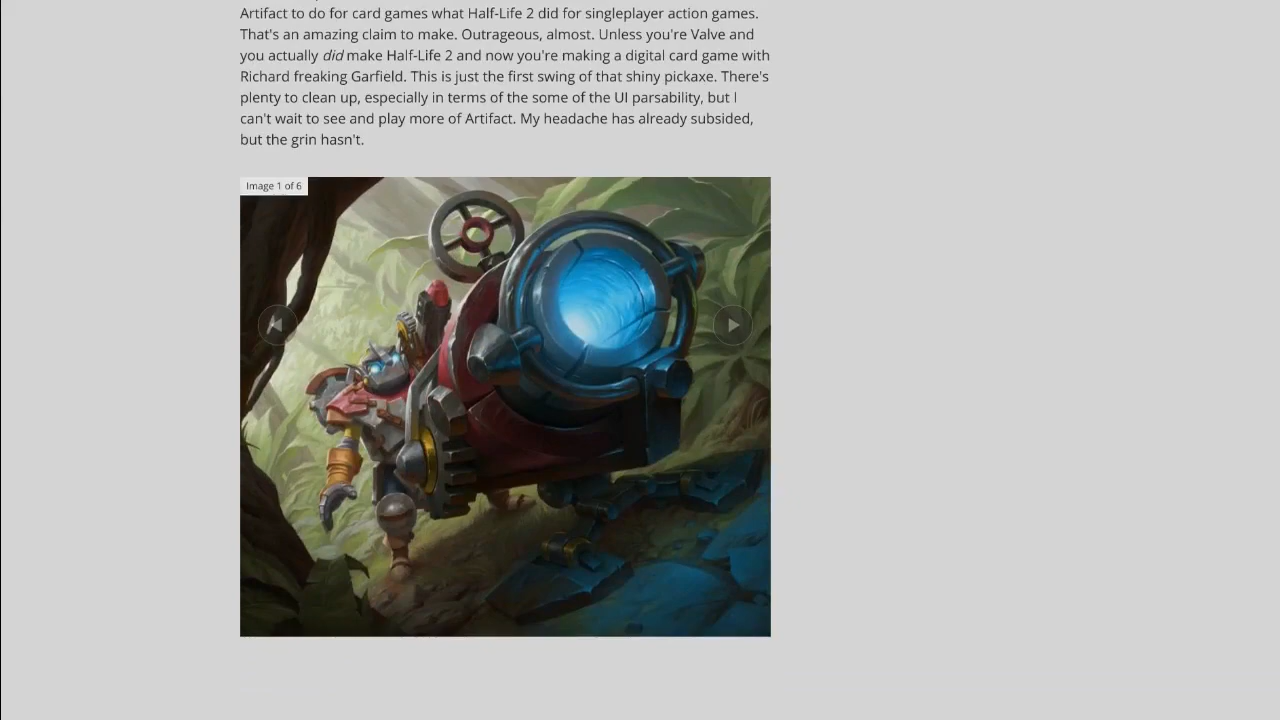 Artifact to do for card games what Half-Life 2 did for singleplayer action games.
That's an amazing claim to make. Outrageous, almost. Unless you're Valve and
you actually did make Half-Life 2 and now you're making a digital card game with
Richard freaking Garfield. This is just the first swing of that shiny pickaxe. There's
plenty to clean up, especially in terms of the some of the UI parsability, but I
can't wait to see and play more of Artifact. My headache has already subsided,
but the grin hasn't.
Image 1 of 6